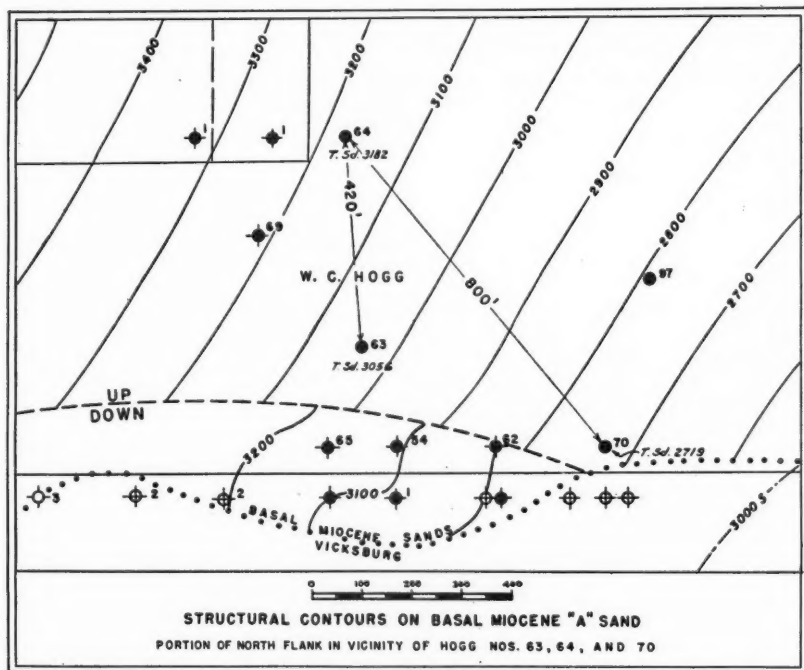 3400
3300
3200
3100
3000
2900
2800
2700
1
1
64
T. Sd. 3182
420'
69
W. C. HOGG
800'
97
63
T. Sd. 3056
UP
DOWN
3200
65
54
62
70
T. Sd. 2719
3
2
2
3100
1
BASAL MIOCENE SANDS
VICKSBURG
3000 S
0 100 200 300 400
STRUCTURAL CONTOURS ON BASAL MIOCENE "A" SAND
PORTION OF NORTH FLANK IN VICINITY OF HOGG NOS. 63, 64, AND 70